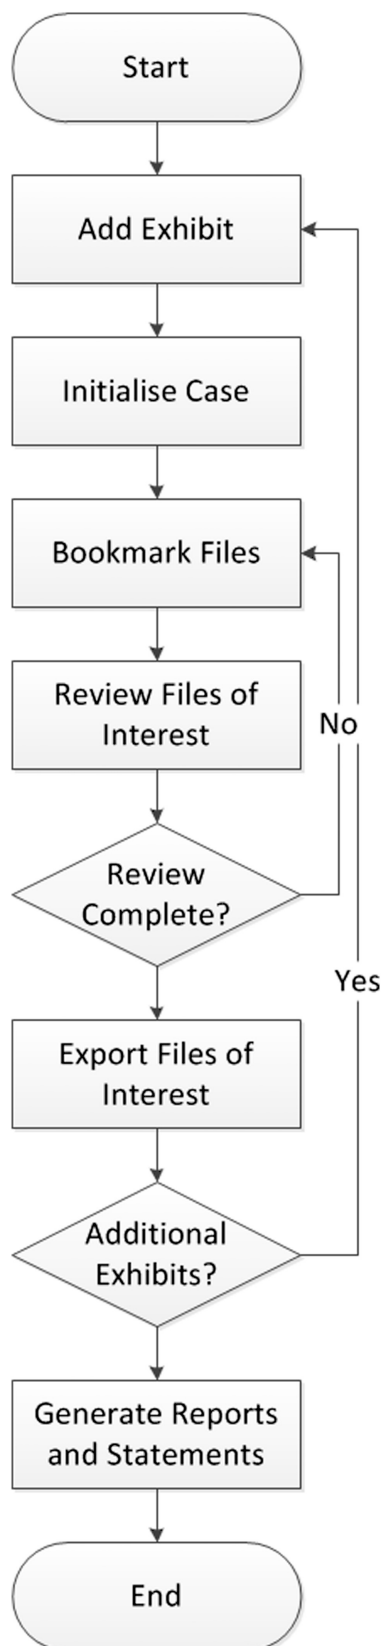 Start
Add Exhibit
Initialise Case
Bookmark Files
Review Files of
Interest
No
Review
Complete?
Yes
Export Files of
Interest
Additional
Exhibits?
Generate Reports
and Statements
End